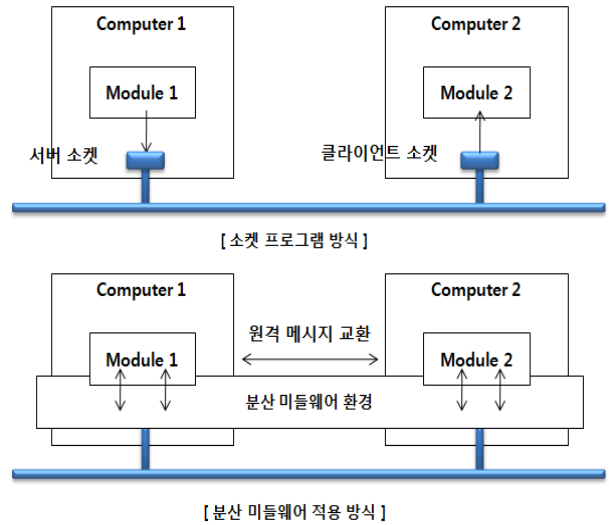 Computer 1
Computer 2
Module 1
Module 2
서버 소켓
클라이언트 소켓
[ 소켓 프로그램 방식 ]
Computer 1
Computer 2
원격 메시지 교환
Module 1
Module 2
분산 미들웨어 환경
[ 분산 미들웨어 적용 방식 ]